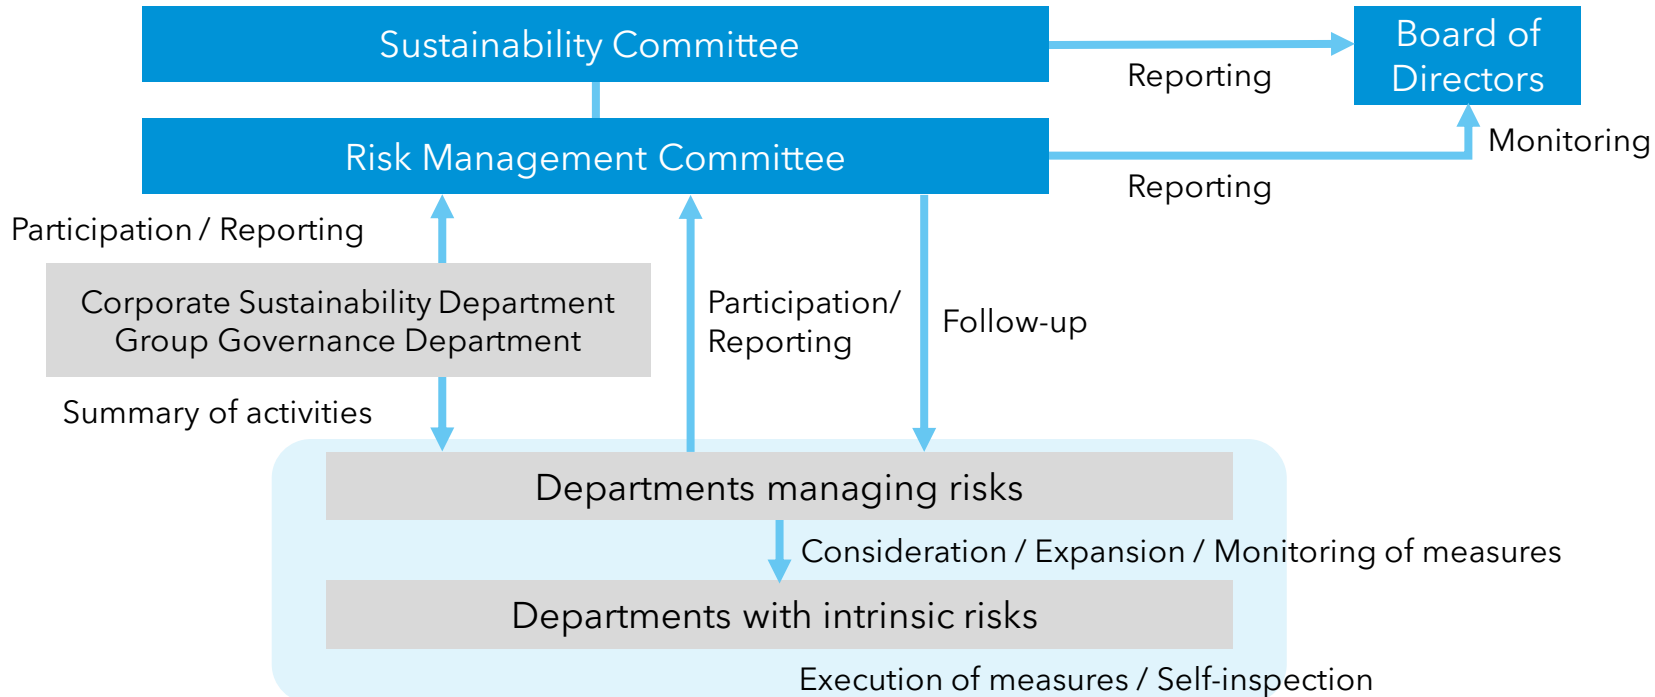 Sustainability Committee
Board of
Directors
Reporting
Risk Management Committee
Monitoring
Reporting
Participation / Reporting
Corporate Sustainability Department
Group Governance Department
Participation/
Reporting
Follow-up
Summary of activities
Departments managing risks
Consideration / Expansion / Monitoring of measures
Departments with intrinsic risks
Execution of measures / Self-inspection